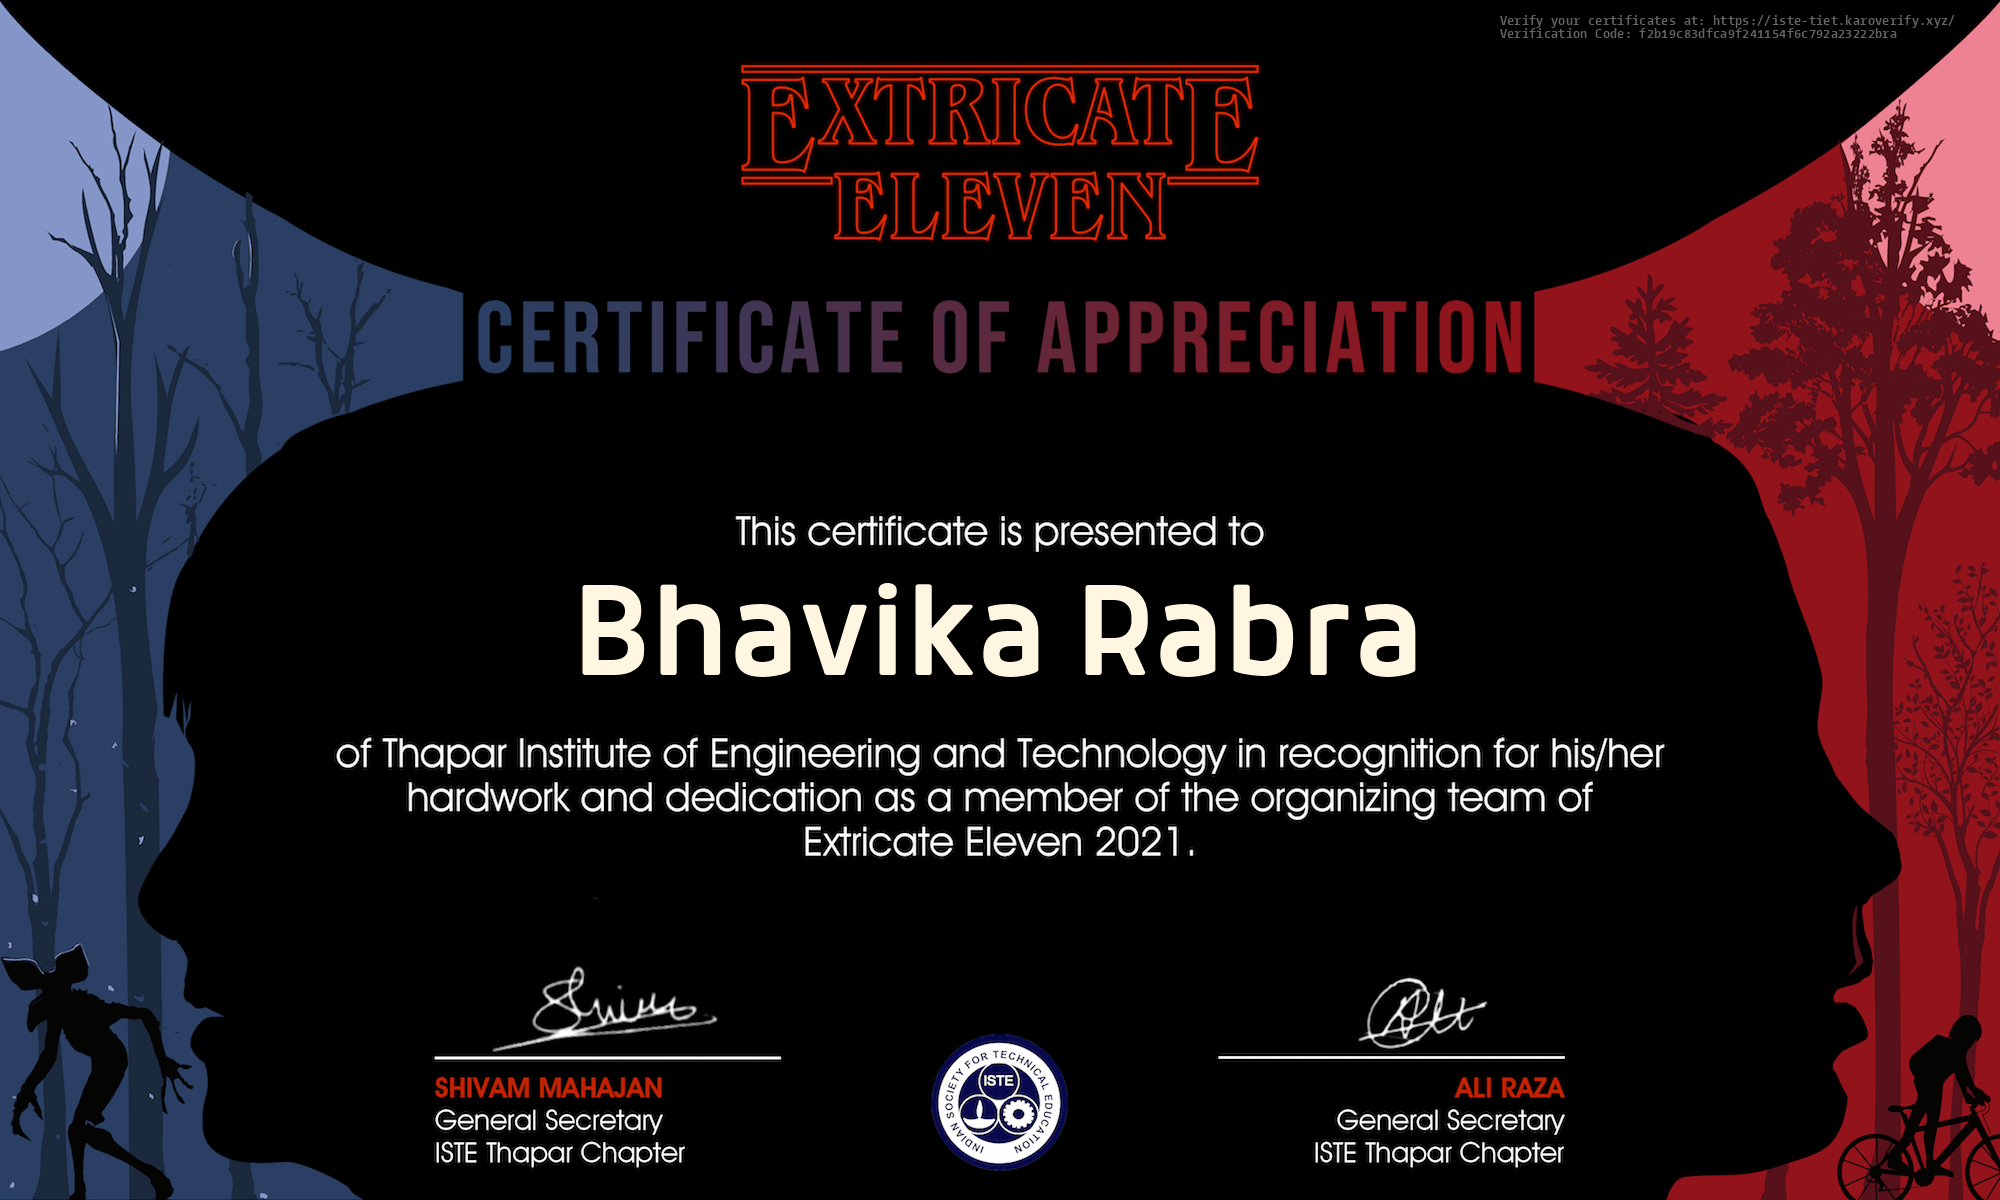 Verify your certificates at: https://iste-tiet.karoverify.xyz/
Verification Code: f2b19c83dfca9f241154f6c792a23222bra
EXTRICATE
ELEVEN
CERTIFICATE OF APPRECIATION
This certificate is presented to
Bhavika Rabra
of Thapar Institute of Engineering and Technology in recognition for his/her
hardwork and dedication as a member of the organizing team of
Extricate Eleven 2021.
SHIVAM MAHAJAN
General Secretary
ISTE Thapar Chapter
INDIAN SOCIETY FOR TECHNICAL EDUCATION
ISTE
ALI RAZA
General Secretary
ISTE Thapar Chapter